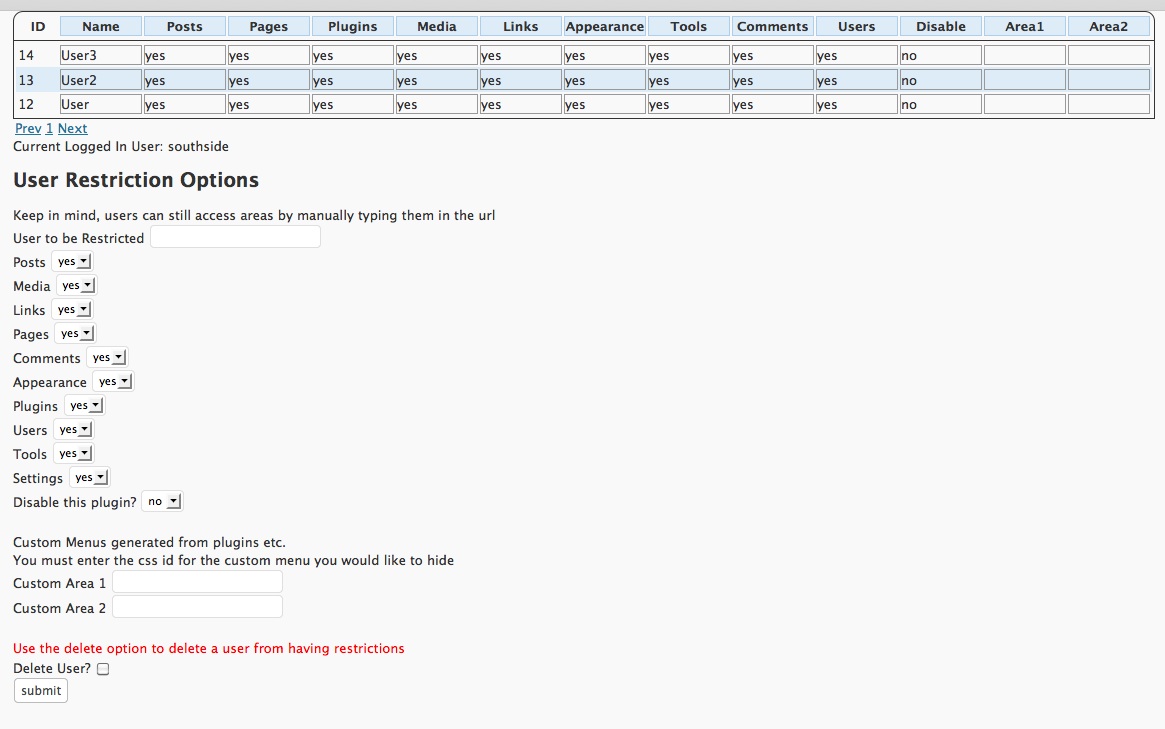 ID Name Posts Pages Plugins Media Links Appearance Tools Comments Users Disable Area1 Area2
14 User3 yes yes yes yes yes yes yes yes yes no
13 User2 yes yes yes yes yes yes yes yes yes no
12 User yes yes yes yes yes yes yes yes yes no
Prev 1 Next
Current Logged In User: southside
User Restriction Options
Keep in mind, users can still access areas by manually typing them in the url
User to be Restricted
Posts yes
Media yes
Links yes
Pages yes
Comments yes
Appearance yes
Plugins yes
Users yes
Tools yes
Settings yes
Disable this plugin? no
Custom Menus generated from plugins etc.
You must enter the css id for the custom menu you would like to hide
Custom Area 1
Custom Area 2
Use the delete option to delete a user from having restrictions
Delete User?
submit